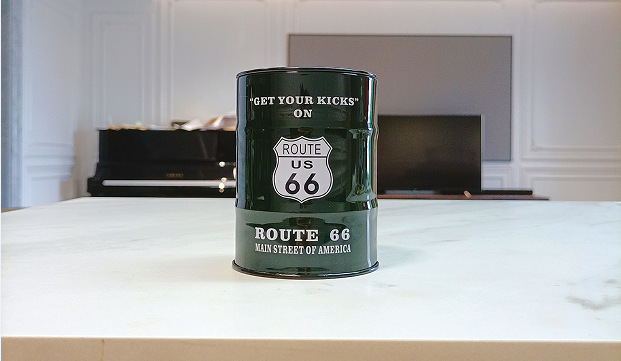 "GET YOUR KICKS"
ON
ROUTE
US
66
ROUTE 66
MAIN STREET OF AMERICA